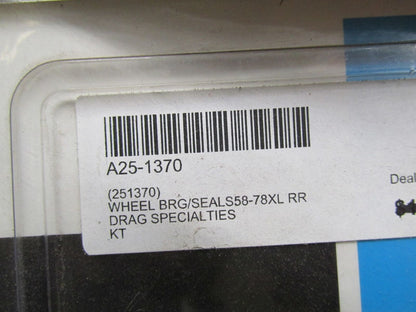 A25-1370
(251370)
WHEEL BRG/SEALS58-78XL RR
DRAG SPECIALTIES
KT
Deal